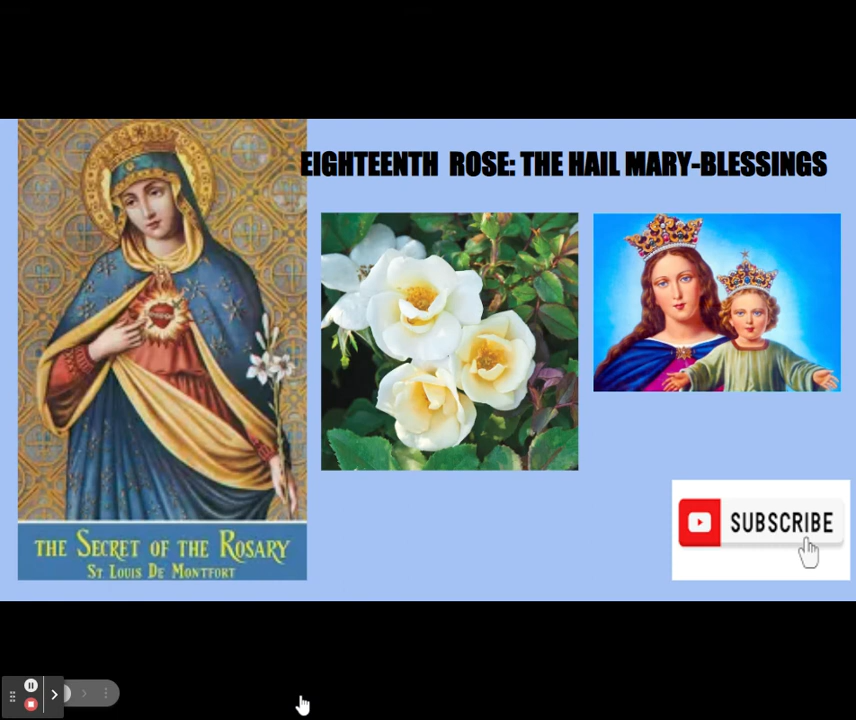 EIGHTEENTH ROSE: THE HAIL MARY-BLESSINGS
THE SECRET OF THE ROSARY
ST. LOUIS DE MONTFORT
SUBSCRIBE